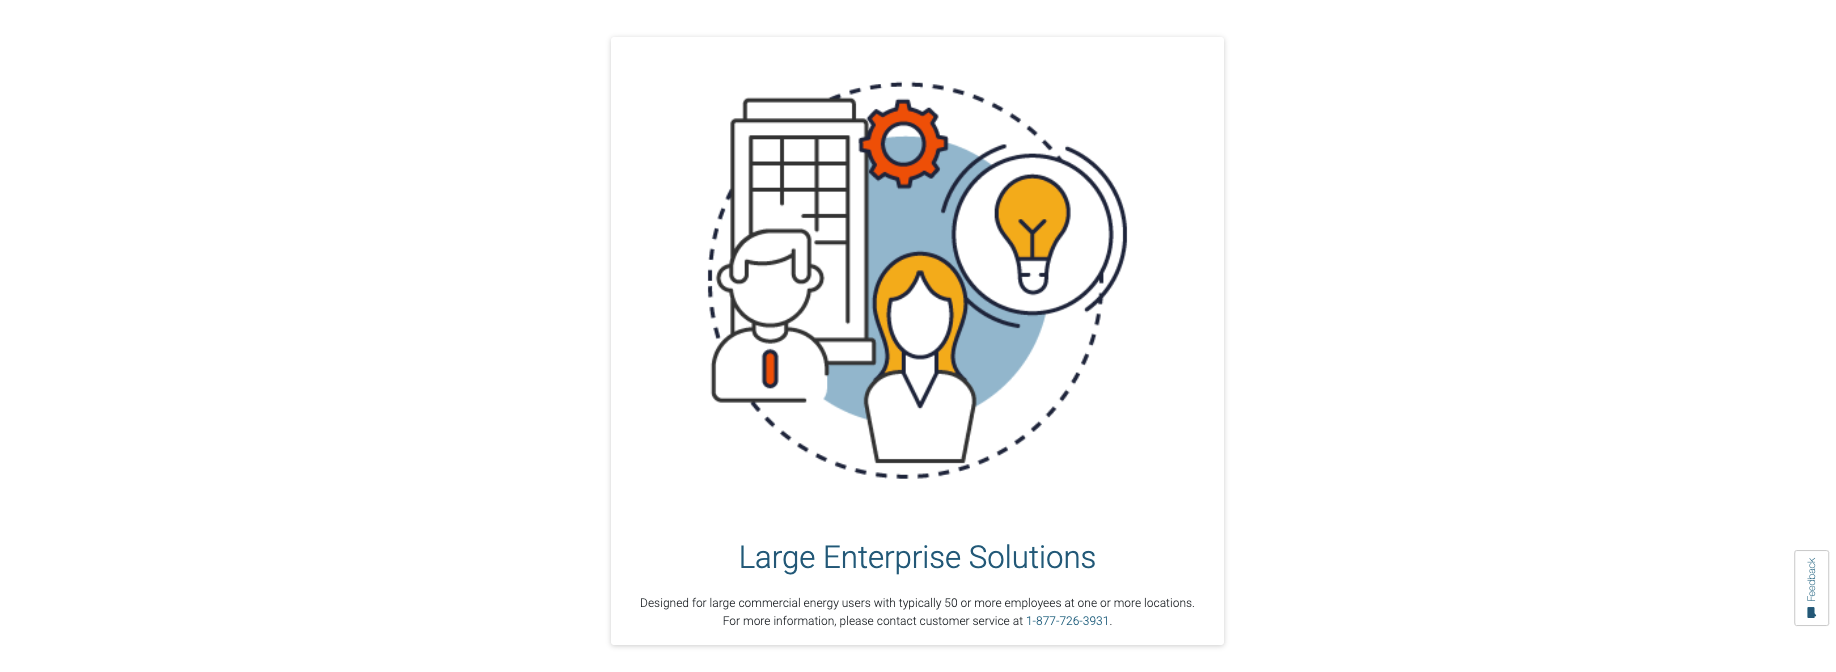 Large Enterprise Solutions
Designed for large commercial energy users with typically 50 or more employees at one or more locations.
For more information, please contact customer service at 1-877-726-3931.
Feedback